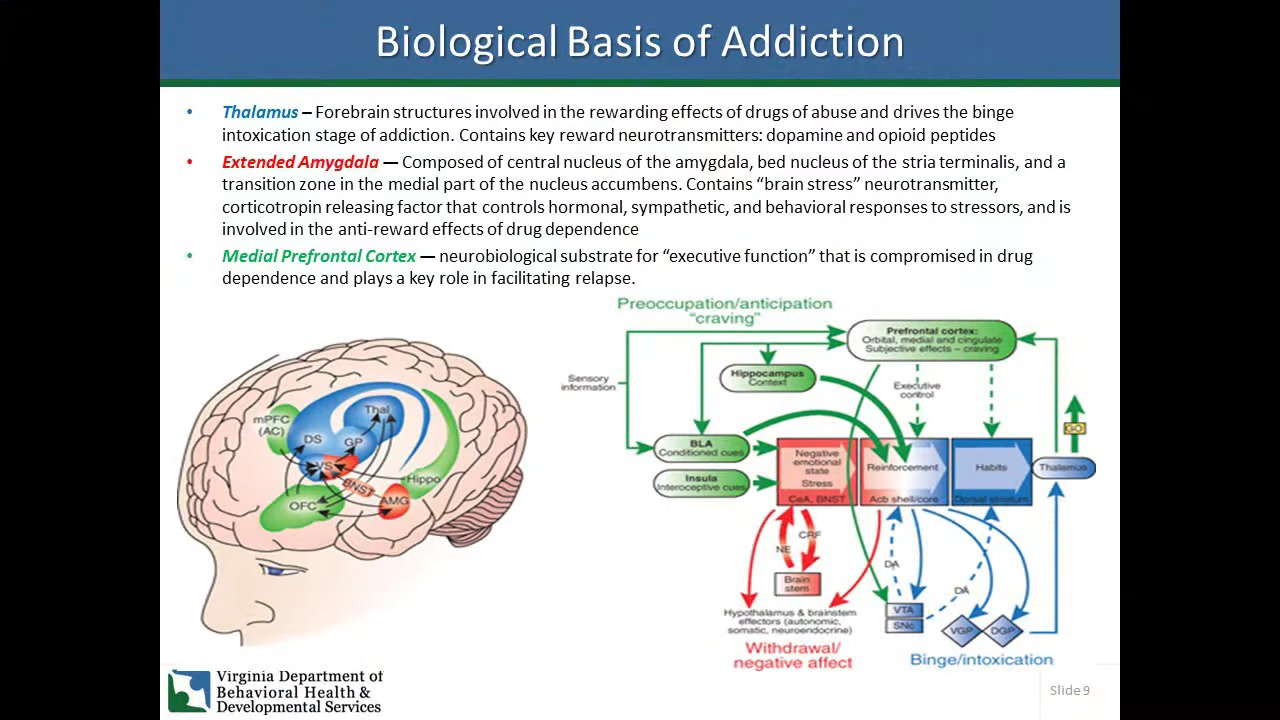 Biological Basis of Addiction
• Thalamus – Forebrain structures involved in the rewarding effects of drugs of abuse and drives the binge
intoxication stage of addiction. Contains key reward neurotransmitters: dopamine and opioid peptides
• Extended Amygdala — Composed of central nucleus of the amygdala, bed nucleus of the stria terminalis, and a
transition zone in the medial part of the nucleus accumbens. Contains “brain stress” neurotransmitter,
corticotropin releasing factor that controls hormonal, sympathetic, and behavioral responses to stressors, and is
involved in the anti-reward effects of drug dependence
• Medial Prefrontal Cortex — neurobiological substrate for “executive function” that is compromised in drug
dependence and plays a key role in facilitating relapse.
mPFC
(AC)
Thal
DS
GP
VS
BNST
Hippo
AMG
OFC
Preoccupation/anticipation
“craving”
Prefrontal cortex:
Orbital, medial and cingulate
Subjective effects – craving
Sensory
information
Hippocampus
Context
Executive
control
GO
BLA
Conditioned cues
Insula
Interoceptive cues
Negative
emotional
state
Stress
CeA, BNST
Reinforcement
Acb shell/core
Habits
Dorsal striatum
Thalamus
NE
CRF
Brain
stem
DA
DA
VTA
SNc
VGP
DGP
Hypothalamus & brainstem
effectors (autonomic,
somatic, neuroendocrine)
Withdrawal/
negative affect
Binge/intoxication
Virginia Department of
Behavioral Health &
Developmental Services
Slide 9